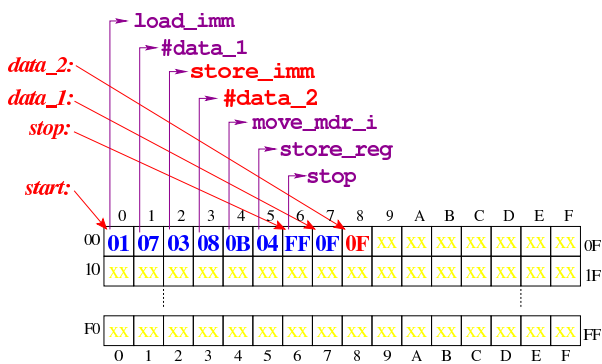 load_imm
#data_1
data_2: store_imm
data_1: #data_2
stop: move_mdr_i
store_reg
start: stop
0 1 2 3 4 5 6 7 8 9 A B C D E F
00 01 07 03 08 0B 04 FF 0F 0F xx xx xx xx xx xx xx 0F
10 xx xx xx xx xx xx xx xx xx xx xx xx xx xx xx xx 1F
F0 xx xx xx xx xx xx xx xx xx xx xx xx xx xx xx xx FF
0 1 2 3 4 5 6 7 8 9 A B C D E F